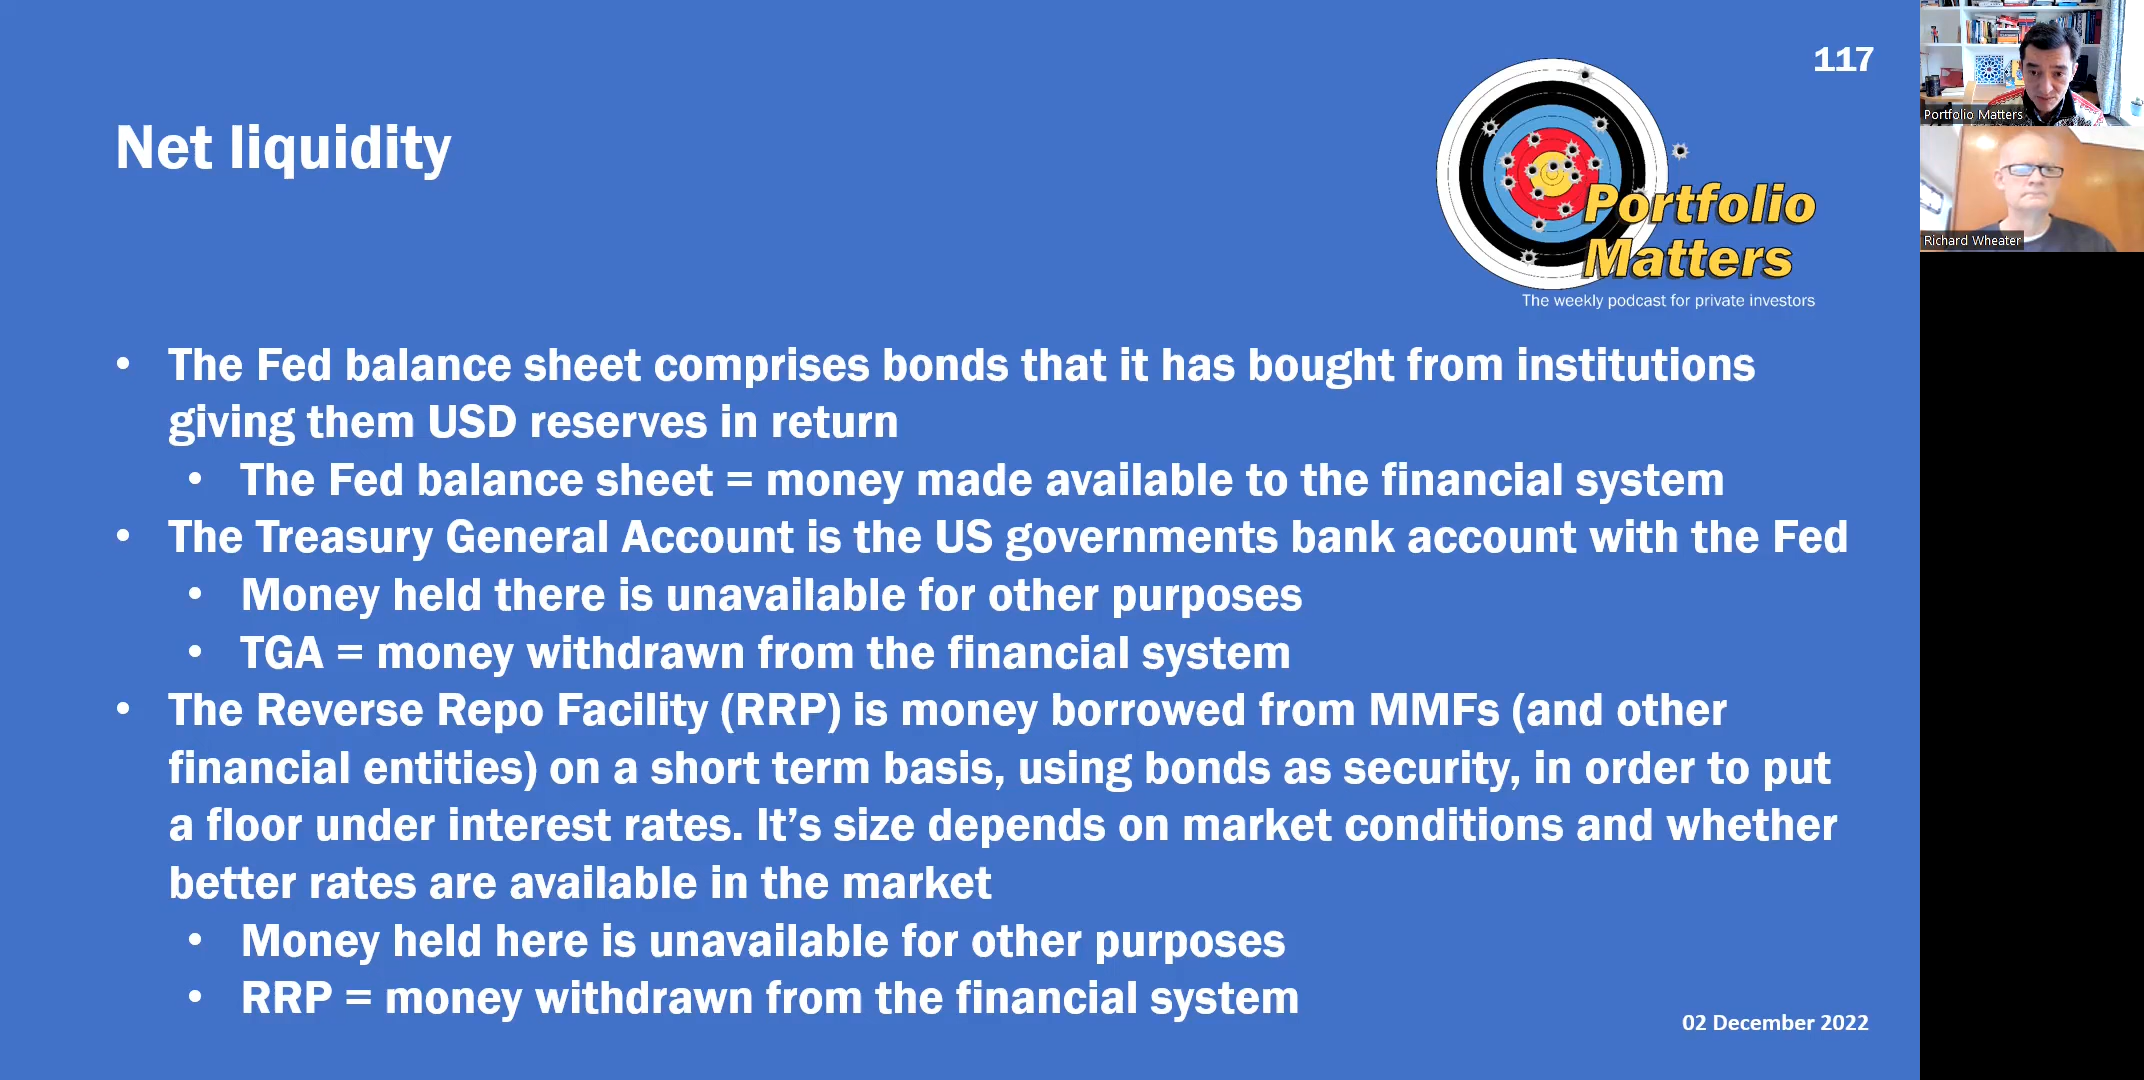 117
Net liquidity
Portfolio
Matters
The weekly podcast for private investors
• The Fed balance sheet comprises bonds that it has bought from institutions
giving them USD reserves in return
• The Fed balance sheet = money made available to the financial system
• The Treasury General Account is the US governments bank account with the Fed
• Money held there is unavailable for other purposes
• TGA = money withdrawn from the financial system
• The Reverse Repo Facility (RRP) is money borrowed from MMFs (and other
financial entities) on a short term basis, using bonds as security, in order to put
a floor under interest rates. It’s size depends on market conditions and whether
better rates are available in the market
• Money held here is unavailable for other purposes
• RRP = money withdrawn from the financial system
02 December 2022
Portfolio Matters
Richard Wheater